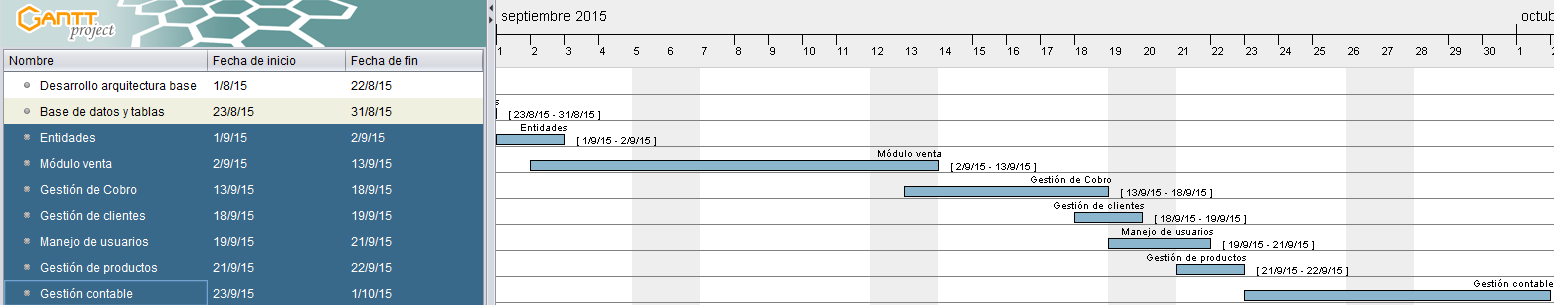 GANTT
project
septiembre 2015
octub
1 2 3 4 5 6 7 8 9 10 11 12 13 14 15 16 17 18 19 20 21 22 23 24 25 26 27 28 29 30 1 2
Nombre Fecha de inicio Fecha de fin
Desarrollo arquitectura base 1/8/15 22/8/15
Base de datos y tablas 23/8/15 31/8/15
s
[ 23/8/15 - 31/8/15 ]
Entidades 1/9/15 2/9/15
Entidades
[ 1/9/15 - 2/9/15 ]
Módulo venta 2/9/15 13/9/15
Módulo venta
[ 2/9/15 - 13/9/15 ]
Gestión de Cobro 13/9/15 18/9/15
Gestión de Cobro
[ 13/9/15 - 18/9/15 ]
Gestión de clientes 18/9/15 19/9/15
Gestión de clientes
[ 18/9/15 - 19/9/15 ]
Manejo de usuarios 19/9/15 21/9/15
Manejo de usuarios
[ 19/9/15 - 21/9/15 ]
Gestión de productos 21/9/15 22/9/15
Gestión de productos
[ 21/9/15 - 22/9/15 ]
Gestión contable 23/9/15 1/10/15
Gestión contable